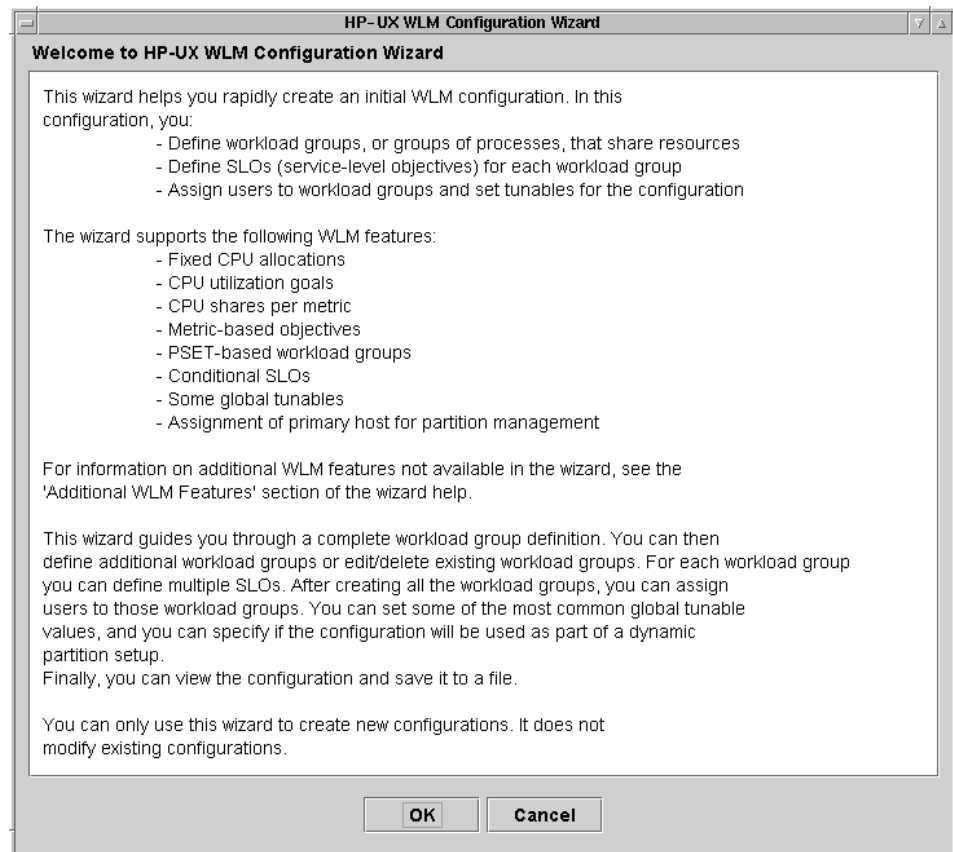 HP-UX WLM Configuration Wizard
Welcome to HP-UX WLM Configuration Wizard
This wizard helps you rapidly create an initial WLM configuration. In this
configuration, you:
- Define workload groups, or groups of processes, that share resources
- Define SLOs (service-level objectives) for each workload group
- Assign users to workload groups and set tunables for the configuration
The wizard supports the following WLM features:
- Fixed CPU allocations
- CPU utilization goals
- CPU shares per metric
- Metric-based objectives
- PSET-based workload groups
- Conditional SLOs
- Some global tunables
- Assignment of primary host for partition management
For information on additional WLM features not available in the wizard, see the
'Additional WLM Features' section of the wizard help.
This wizard guides you through a complete workload group definition. You can then
define additional workload groups or edit/delete existing workload groups. For each workload group
you can define multiple SLOs. After creating all the workload groups, you can assign
users to those workload groups. You can set some of the most common global tunable
values, and you can specify if the configuration will be used as part of a dynamic
partition setup.
Finally, you can view the configuration and save it to a file.
You can only use this wizard to create new configurations. It does not
modify existing configurations.
OK
Cancel